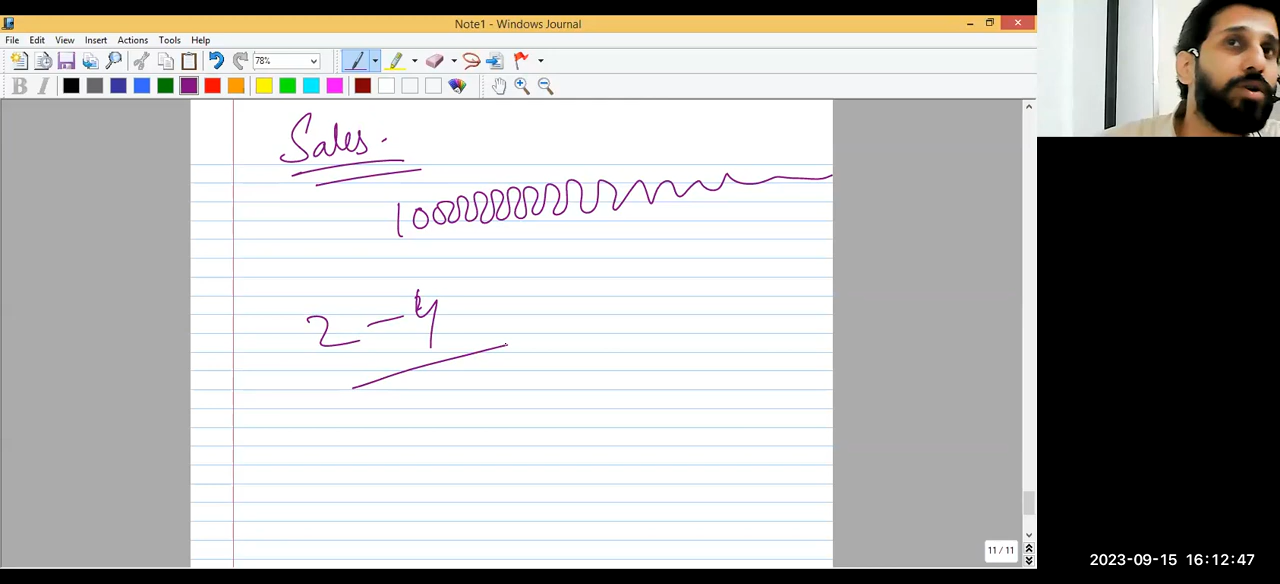 Note1 - Windows Journal
File Edit View Insert Actions Tools Help
78%
B I
Sales.
100
2-4
11 / 11
2023-09-15 16:12:47